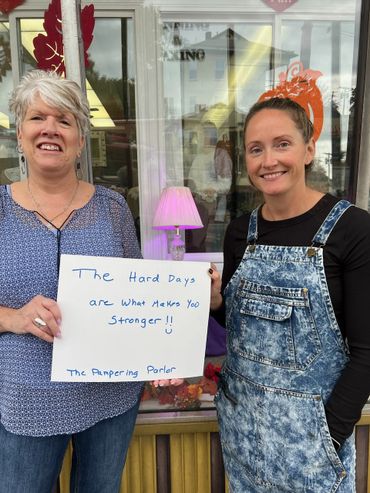 The Hard Days
are What Makes You
Stronger!!
The Pampering Parlor